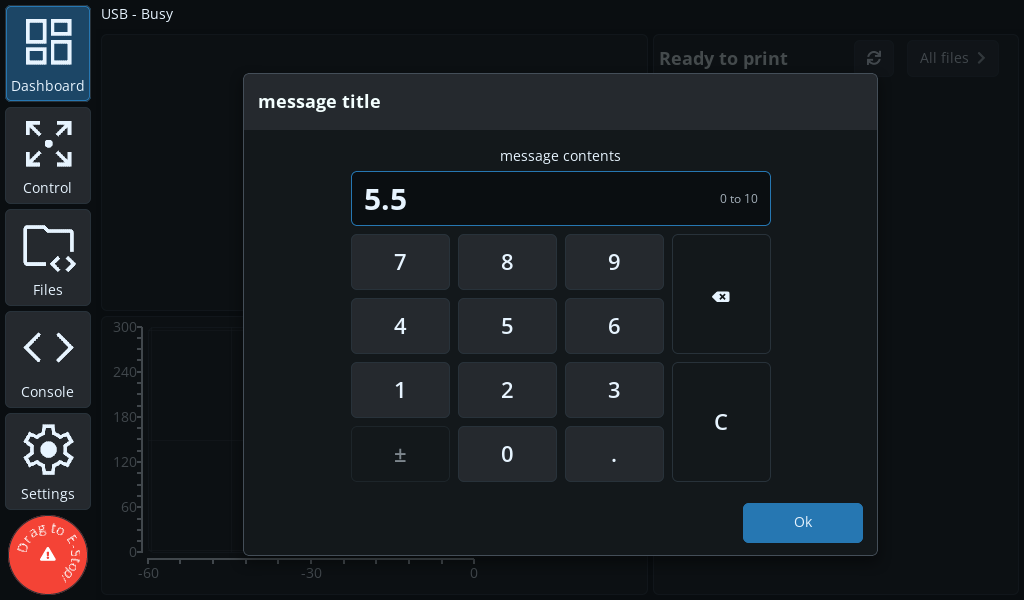 USB - Busy
Dashboard
Control
Files
Console
Settings
Drag to E-Stop!
Ready to print
All files
message title
message contents
5.5
0 to 10
7 8 9
4 5 6
1 2 3
C
± 0 .
Ok
300
240
180
120
60
0
-60 -30 0